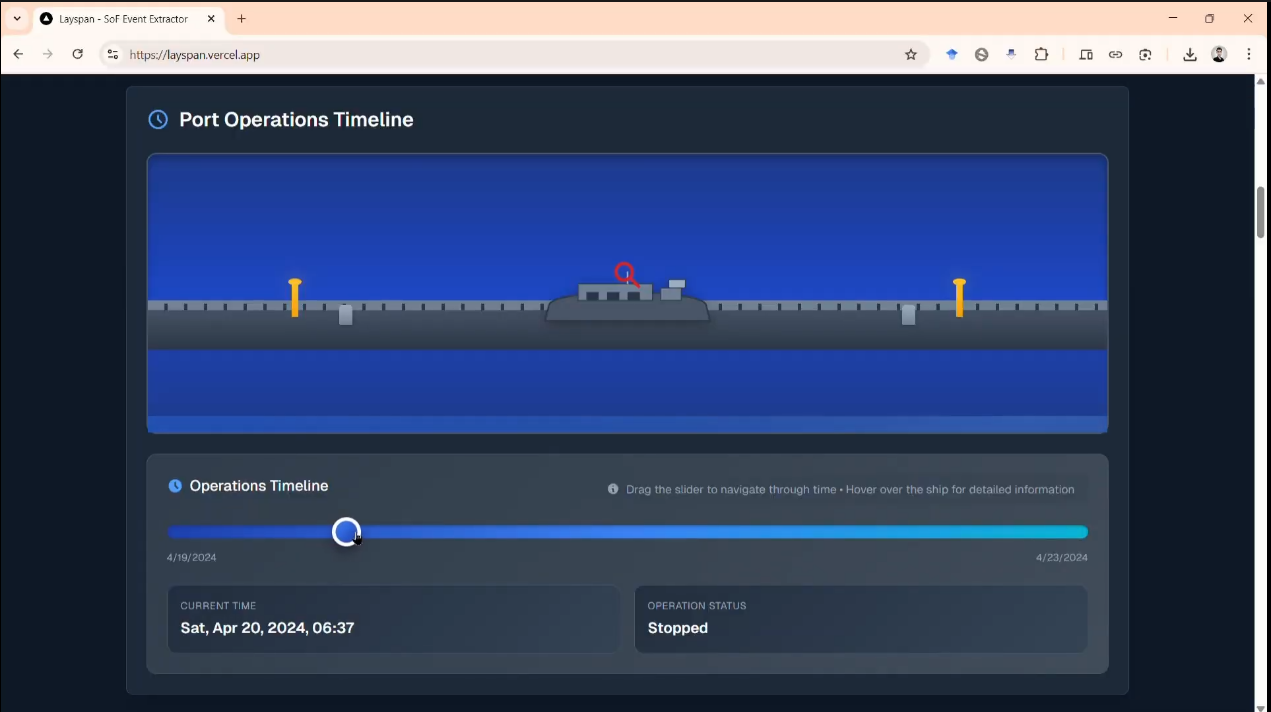 Layspan - SoF Event Extractor
https://layspan.vercel.app
Port Operations Timeline
Operations Timeline
Drag the slider to navigate through time • Hover over the ship for detailed information
4/19/2024
4/23/2024
CURRENT TIME
OPERATION STATUS
Sat, Apr 20, 2024, 06:37
Stopped